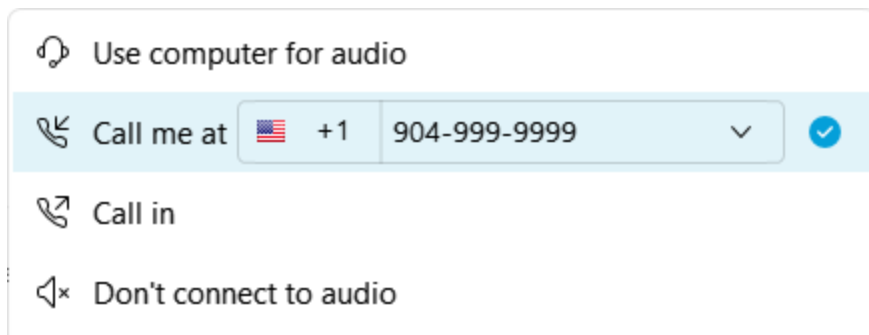 Use computer for audio
Call me at +1 904-999-9999
Call in
Don't connect to audio